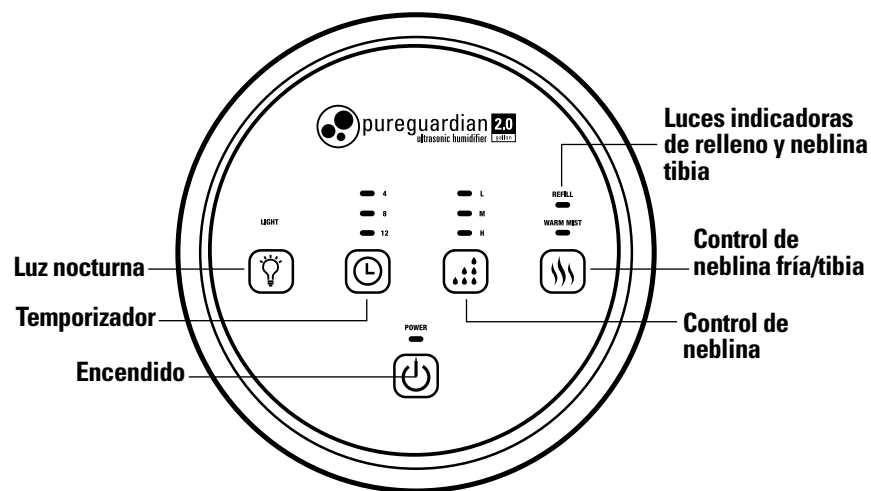 pureguardian 2.0
ultrasonic humidifier gallon
Luces indicadoras
de relleno y neblina
tibia
4
8
12
L
M
H
REFILL
WARM MIST
LIGHT
Luz nocturna
Control de
neblina fría/tibia
Temporizador
Control de
neblina
POWER
Encendido